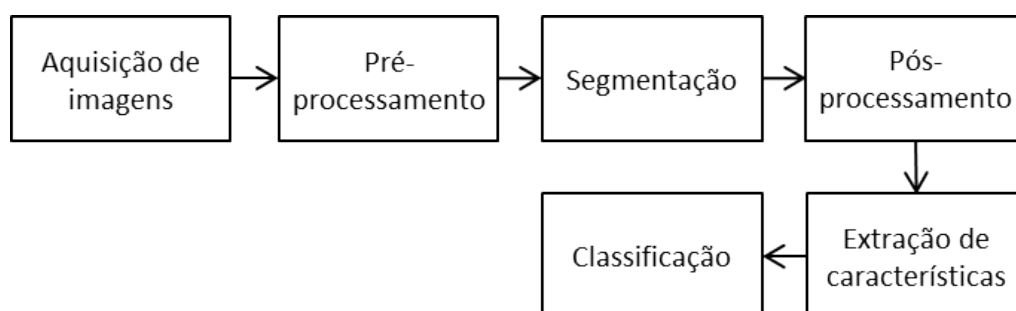 Aquisição de
imagens
Pré-
processamento
Segmentação
Pós-
processamento
Extração de
características
Classificação